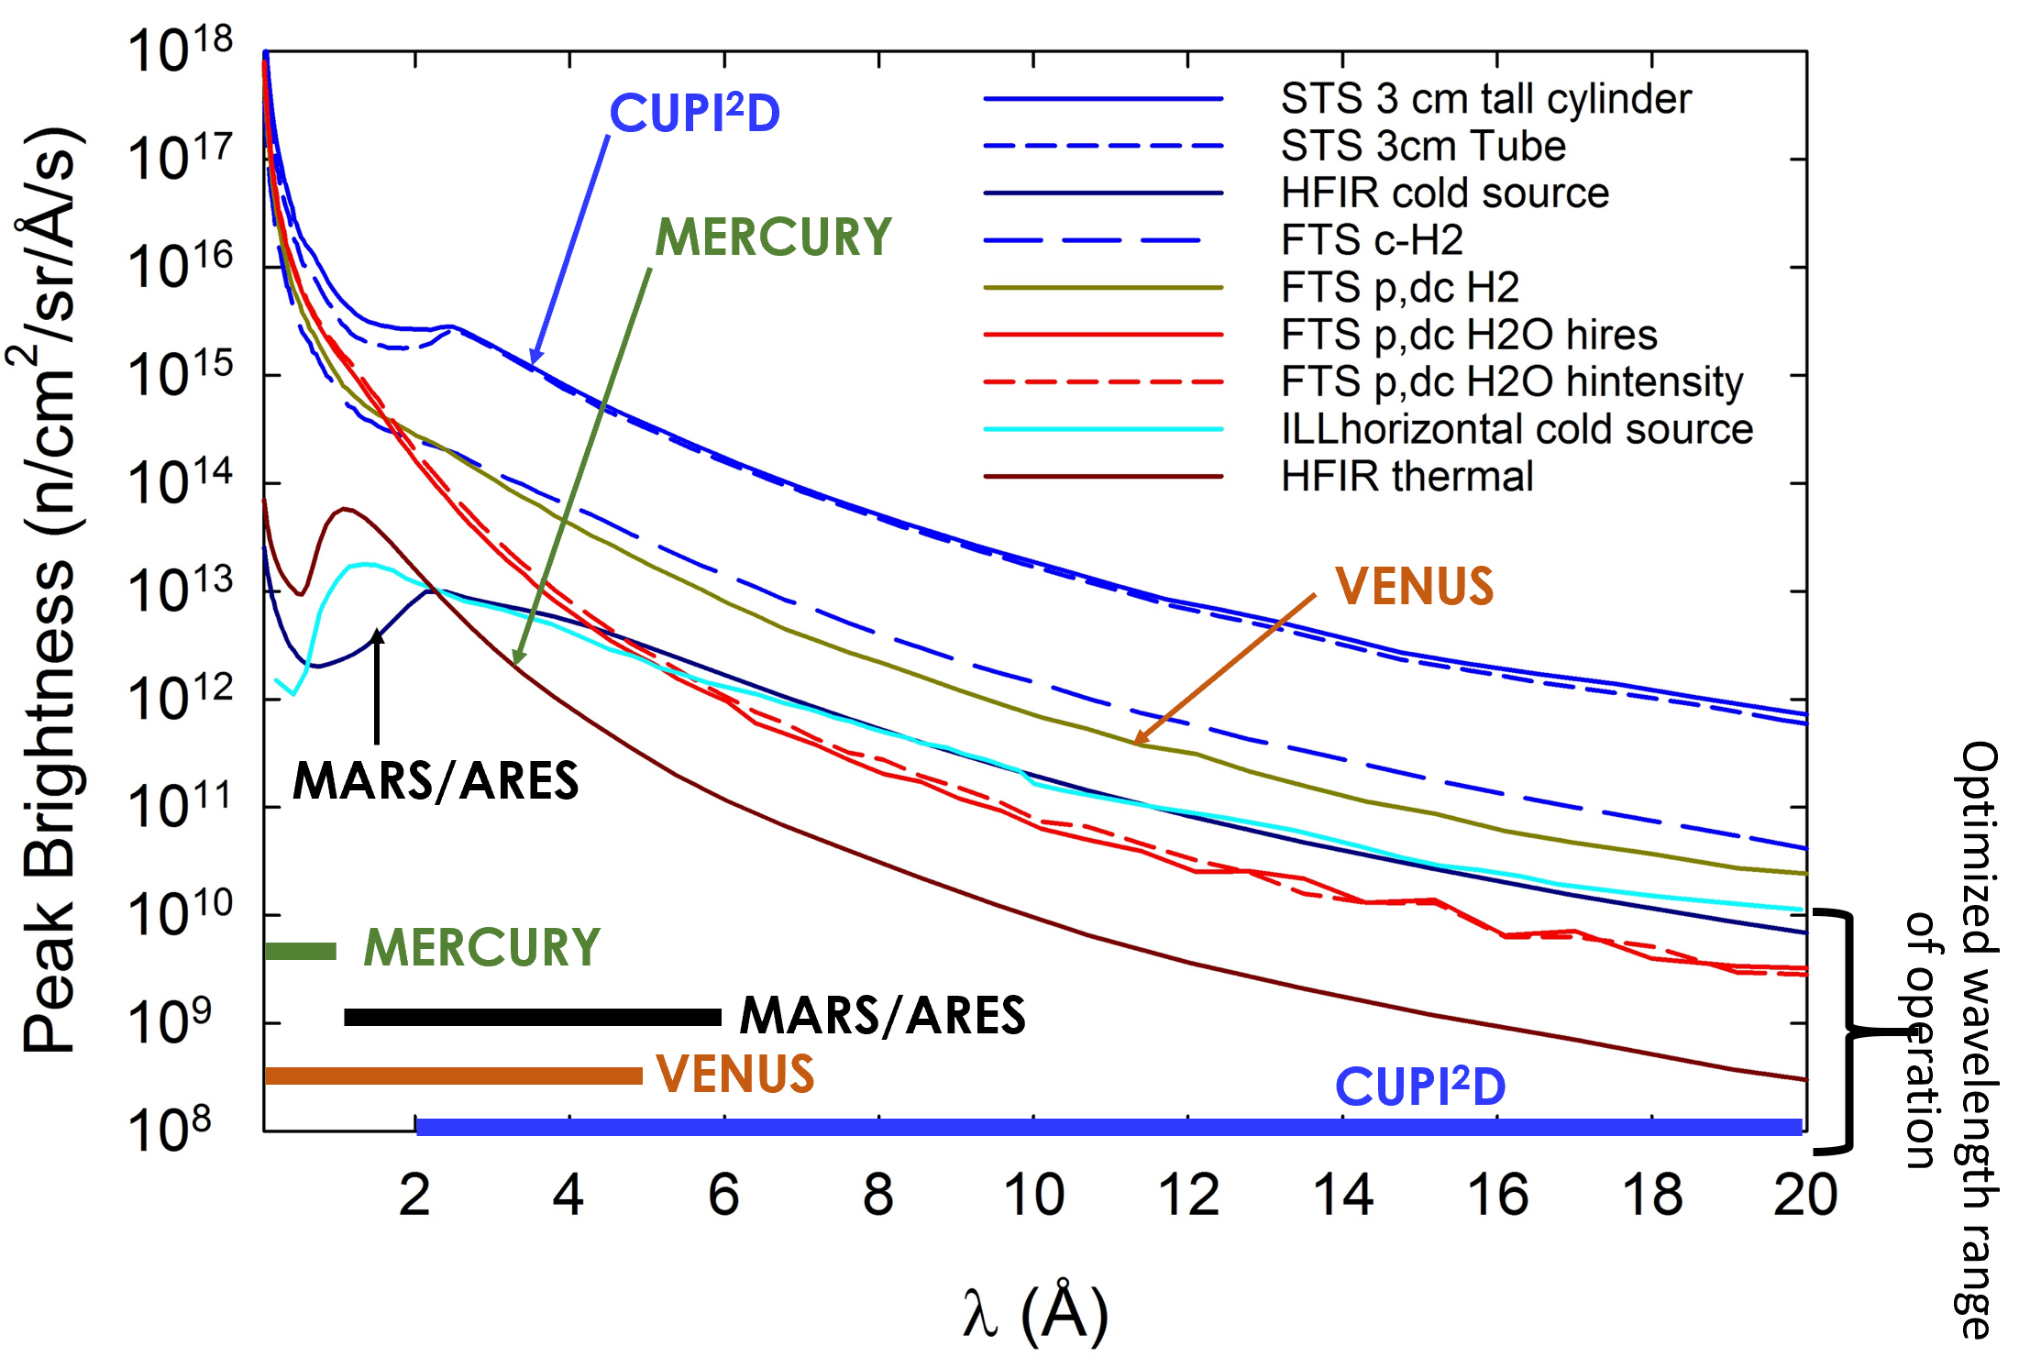 10^18
10^17
10^16
10^15
10^14
10^13
10^12
10^11
10^10
10^9
10^8
Peak Brightness (n/cm^2/sr/Å/s)
CUPI²D
MERCURY
STS 3 cm tall cylinder
STS 3cm Tube
HFIR cold source
FTS c-H2
FTS p,dc H2
FTS p,dc H2O hires
FTS p,dc H2O hintensity
ILLhorizontal cold source
HFIR thermal
VENUS
MARS/ARES
MERCURY
MARS/ARES
VENUS
CUPI²D
2 4 6 8 10 12 14 16 18 20
λ (Å)
Optimized wavelength range
of operation